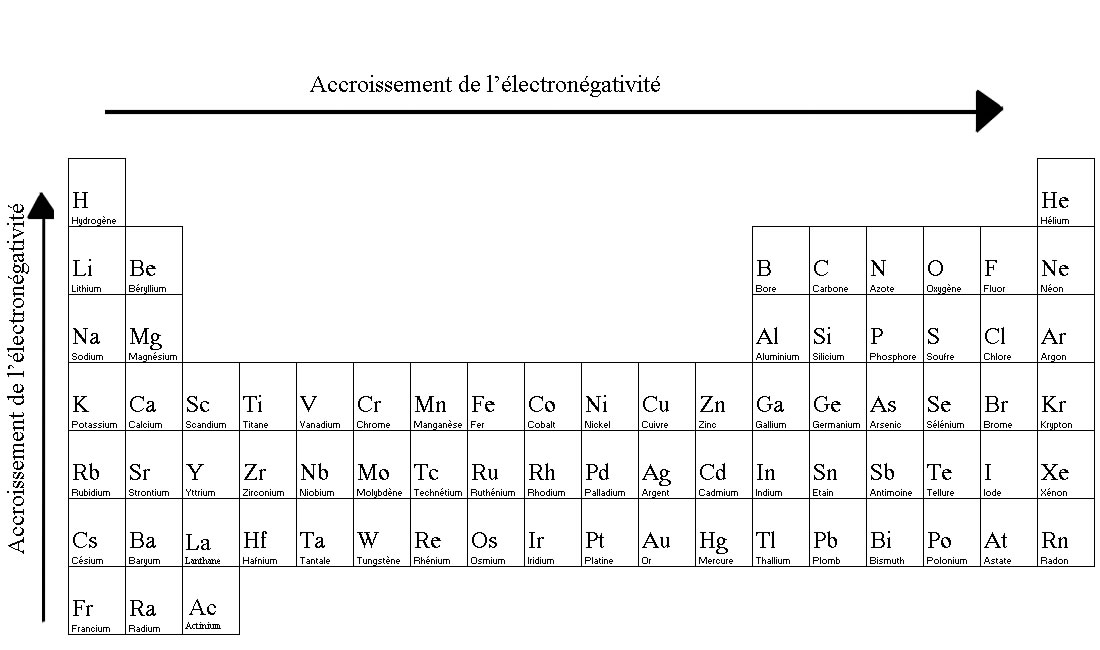 Accroissement de l'électronégativité
Accroissement de l'électronégativité
H He
Hydrogène Hélium
Li Be B C N O F Ne
Lithium Béryllium Bore Carbone Azote Oxygène Fluor Néon
Na Mg Al Si P S Cl Ar
Sodium Magnésium Aluminium Silicium Phosphore Soufre Chlore Argon
K Ca Sc Ti V Cr Mn Fe Co Ni Cu Zn Ga Ge As Se Br Kr
Potassium Calcium Scandium Titane Vanadium Chrome Manganèse Fer Cobalt Nickel Cuivre Zinc Gallium Germanium Arsenic Sélénium Brome Krypton
Rb Sr Y Zr Nb Mo Tc Ru Rh Pd Ag Cd In Sn Sb Te I Xe
Rubidium Strontium Yttrium Zirconium Niobium Molybdène Technétium Ruthénium Rhodium Palladium Argent Cadmium Indium Etain Antimoine Tellure Iode Xénon
Cs Ba La Hf Ta W Re Os Ir Pt Au Hg Tl Pb Bi Po At Rn
Césium Baryum Lanthane Hafnium Tantale Tungstène Rhénium Osmium Iridium Platine Or Mercure Thallium Plomb Bismuth Polonium Astate Radon
Fr Ra Ac
Francium Radium Actinium